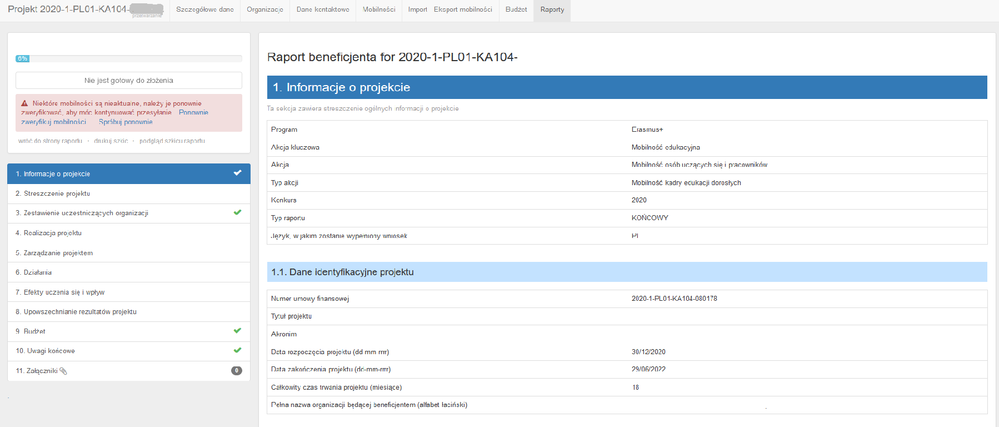 Projekt 2020-1-PL01-KA104-
przetwarzanie
Szczegółowe dane
Organizacje
Dane kontaktowe
Mobilności
Import
Eksport mobilności
Budżet
Raporty
6%
Nie jest gotowy do złożenia
Niektóre mobilności są nieaktualne, należy je ponownie
zweryfikować, aby móc kontynuować przesyłanie Ponownie
zweryfikuj mobilności Spróbuj ponownie
wróć do strony raportu - drukuj szkic - podgląd szkicu raportu
1. Informacje o projekcie
2. Streszczenie projektu
3. Zestawienie uczestniczących organizacji
4. Realizacja projektu
5. Zarządzanie projektem
6. Działania
7. Efekty uczenia się i wpływ
8. Upowszechnianie rezultatów projektu
9. Budżet
10. Uwagi końcowe
11. Załączniki 0
Raport beneficjenta for 2020-1-PL01-KA104-
1. Informacje o projekcie
Ta sekcja zawiera streszczenie ogólnych informacji o projekcie
Program Erasmus+
Akcja kluczowa Mobilność edukacyjna
Akcja Mobilność osób uczących się i pracowników
Typ akcji Mobilność kadry edukacji dorosłych
Konkurs 2020
Typ raportu KOŃCOWY
Język, w jakim zostanie wypełniony wniosek PL
1.1. Dane identyfikacyjne projektu
Numer umowy finansowej 2020-1-PL01-KA104-080178
Tytuł projektu
Akronim
Data rozpoczęcia projektu (dd-mm-rrrr) 30/12/2020
Data zakończenia projektu (dd-mm-rrrr) 29/06/2022
Całkowity czas trwania projektu (miesiące) 18
Pełna nazwa organizacji będącej beneficjentem (alfabet łaciński)